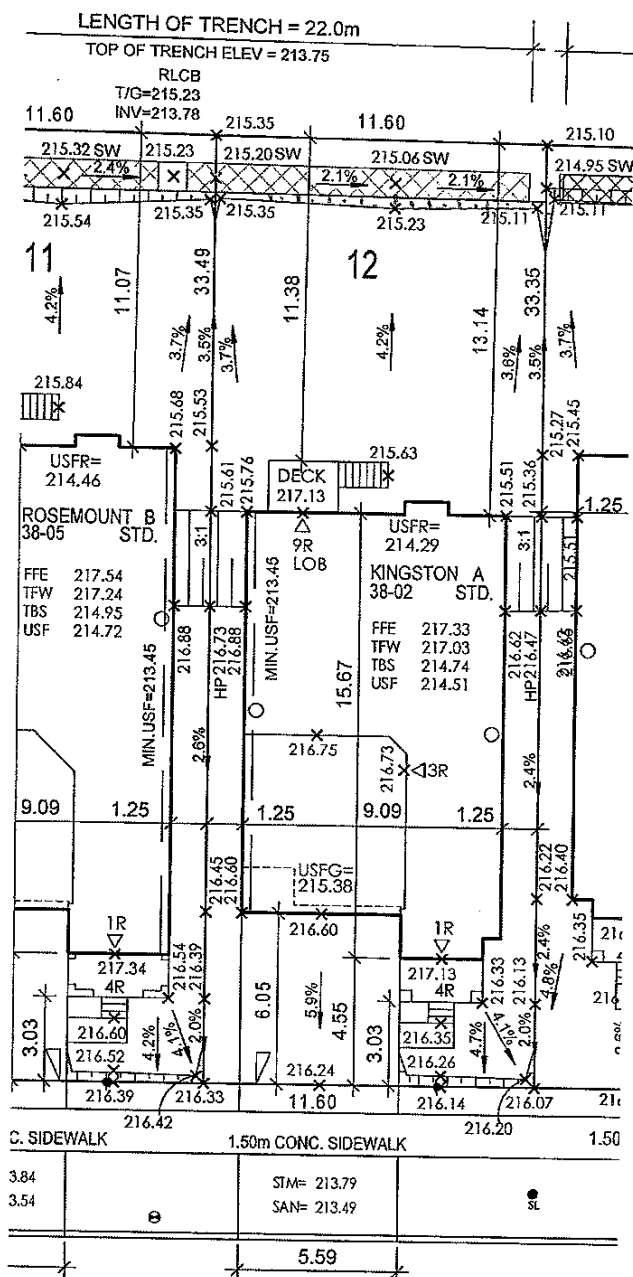 LENGTH OF TRENCH = 22.0m
TOP OF TRENCH ELEV = 213.75
RLCB
T/G=215.23
INV=213.78
11.60
215.35
11.60
215.10
215.32 SW
215.23
215.20 SW
215.06 SW
214.95 SW
2.4%
2.1%
2.1%
215.54
215.35
215.35
215.23
215.11
215.11
11
12
11.07
33.49
11.38
13.14
33.35
4.2%
3.7%
3.5%
3.7%
4.2%
3.6%
3.5%
3.7%
215.84
215.68
215.53
215.63
215.27
215.45
USFR=
214.46
215.61
215.76
DECK
217.13
215.51
215.36
1.25
ROSEMOUNT B
38-05 STD.
3:1
9R
LOB
USFR=
214.29
3:1
215.51
KINGSTON A
38-02 STD.
FFE 217.54
TFW 217.24
TBS 214.95
USF 214.72
FFE 217.33
TFW 217.03
TBS 214.74
USF 214.51
MIN.USF=213.45
216.88
HP216.73
216.88
MIN.USF=213.45
15.67
216.62
HP216.47
2.6%
216.75
216.73
13R
2.4%
9.09
1.25
1.25
9.09
1.25
216.45
216.60
USFG=
215.38
216.22
216.40
1R
217.34
216.54
216.39
216.60
1R
217.13
216.33
216.13
2.4%
4.8%
216.35
4R
6.05
5.9%
4.55
4R
3.03
216.60
4.2%
4.1%
2.0%
3.03
216.35
4.7%
4.1%
2.0%
216.52
216.24
216.26
216.39
216.42
216.33
11.60
216.14
216.20
216.07
C. SIDEWALK
1.50m CONC. SIDEWALK
1.50
3.84
3.54
STM= 213.79
SAN= 213.49
SL
5.59